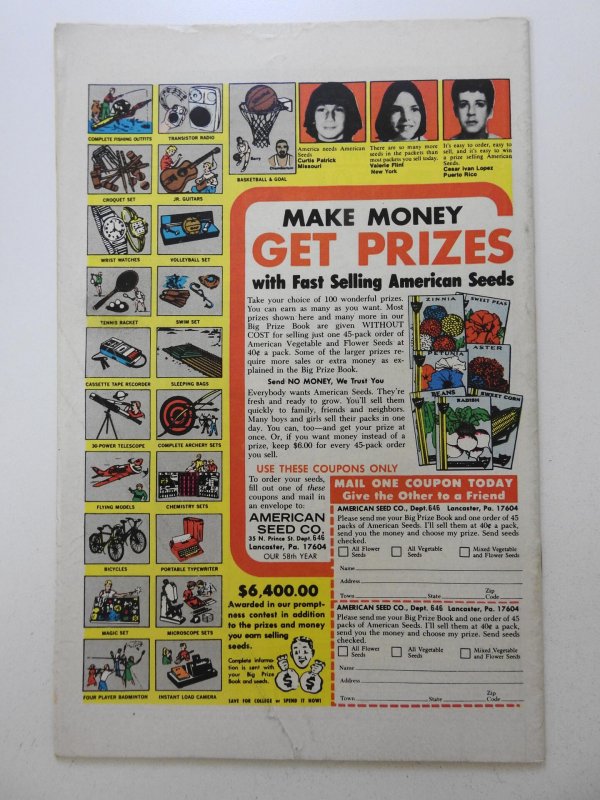 COMPLETE FISHING OUTFITS
TRANSISTOR RADIO
CROQUET SET
JR. GUITARS
WRIST WATCHES
VOLLEYBALL SET
TENNIS RACKET
SWIM SET
CASSETTE TAPE RECORDER
SLEEPING BAGS
30-POWER TELESCOPE
COMPLETE ARCHERY SETS
FLYING MODELS
CHEMISTRY SETS
BICYCLES
PORTABLE TYPEWRITER
MAGIC SET
MICROSCOPE SETS
FOUR PLAYER BADMINTON
INSTANT LOAD CAMERA
Barry
Chamberlain
BASKETBALL & GOAL
America needs American
Seeds
Curtis Patrick
Missouri
There are so many more
seeds in the packets than
most packets you sell today.
Valerie Flini
New York
It's easy to order, easy to
sell, and it's easy to win
a prize selling American
Seeds.
Cesar Ivan Lopez
Puerto Rico
MAKE MONEY
GET PRIZES
with Fast Selling American Seeds
Take your choice of 100 wonderful prizes.
You can earn as many as you want. Most
prizes shown here and many more in our
Big Prize Book are given WITHOUT
COST for selling just one 45-pack order of
American Vegetable and Flower Seeds at
40¢ a pack. Some of the larger prizes re-
quire more sales or extra money as ex-
plained in the Big Prize Book.
Send NO MONEY, We Trust You
Everybody wants American Seeds. They're
fresh and ready to grow. You'll sell them
quickly to family, friends and neighbors.
Many boys and girls sell their packs in one
day. You can, too—and get your prize at
once. Or, if you want money instead of a
prize, keep $6.00 for every 45-pack order
you sell.
ZINNIA
SWEET PEAS
PETUNIA
ASTER
BEANS
RADISH
SWEET CORN
USE THESE COUPONS ONLY
To order your seeds,
fill out one of these
coupons and mail in
an envelope to:
AMERICAN
SEED CO.
35 N. Prince St. Dept. 646
Lancaster, Pa. 17604
OUR 58th YEAR
MAIL ONE COUPON TODAY
Give the Other to a Friend
AMERICAN SEED CO., Dept. 646 Lancaster, Pa. 17604
Please send me your Big Prize Book and one order of 45
packs of American Seeds. I'll sell them at 40¢ a pack,
send you the money and choose my prize. Send seeds
checked.
All Flower
Seeds
All Vegetable
Seeds
Mixed Vegetable
and Flower Seeds
Name
Address
Town State Zip Code
AMERICAN SEED CO., Dept. 646 Lancaster, Pa. 17604
Please send me your Big Prize Book and one order of 45
packs of American Seeds. I'll sell them at 40¢ a pack,
send you the money and choose my prize. Send seeds
checked.
All Flower
Seeds
All Vegetable
Seeds
Mixed Vegetable
and Flower Seeds
Name
Address
Town State Zip Code
$6,400.00
Awarded in our prompt-
ness contest in addition
to the prizes and money
you earn selling
seeds.
Complete informa-
tion is sent with
your Big Prize
Book and seeds.
$
$
SAVE FOR COLLEGE or SPEND IT NOW!